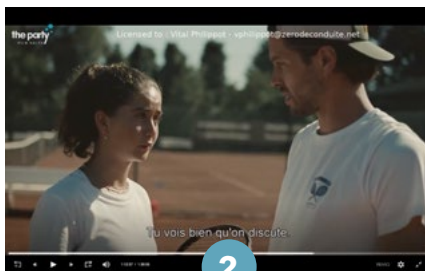 the party
Licensed to : Vital Philippot - vphilippot@zerodeconduite.net
Tu vois bien qu'on discute.
2